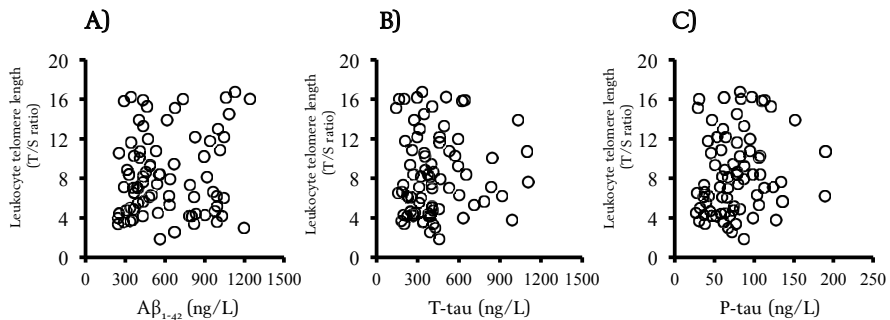 A)
B)
C)
Leukocyte telomere length
(T/S ratio)
20
16
12
8
4
0
0 300 600 900 1200 1500
Aβ₁₋₄₂ (ng/L)
Leukocyte telomere length
(T/S ratio)
20
16
12
8
4
0
0 300 600 900 1200 1500
T-tau (ng/L)
Leukocyte telomere length
(T/S ratio)
20
16
12
8
4
0
0 50 100 150 200 250
P-tau (ng/L)